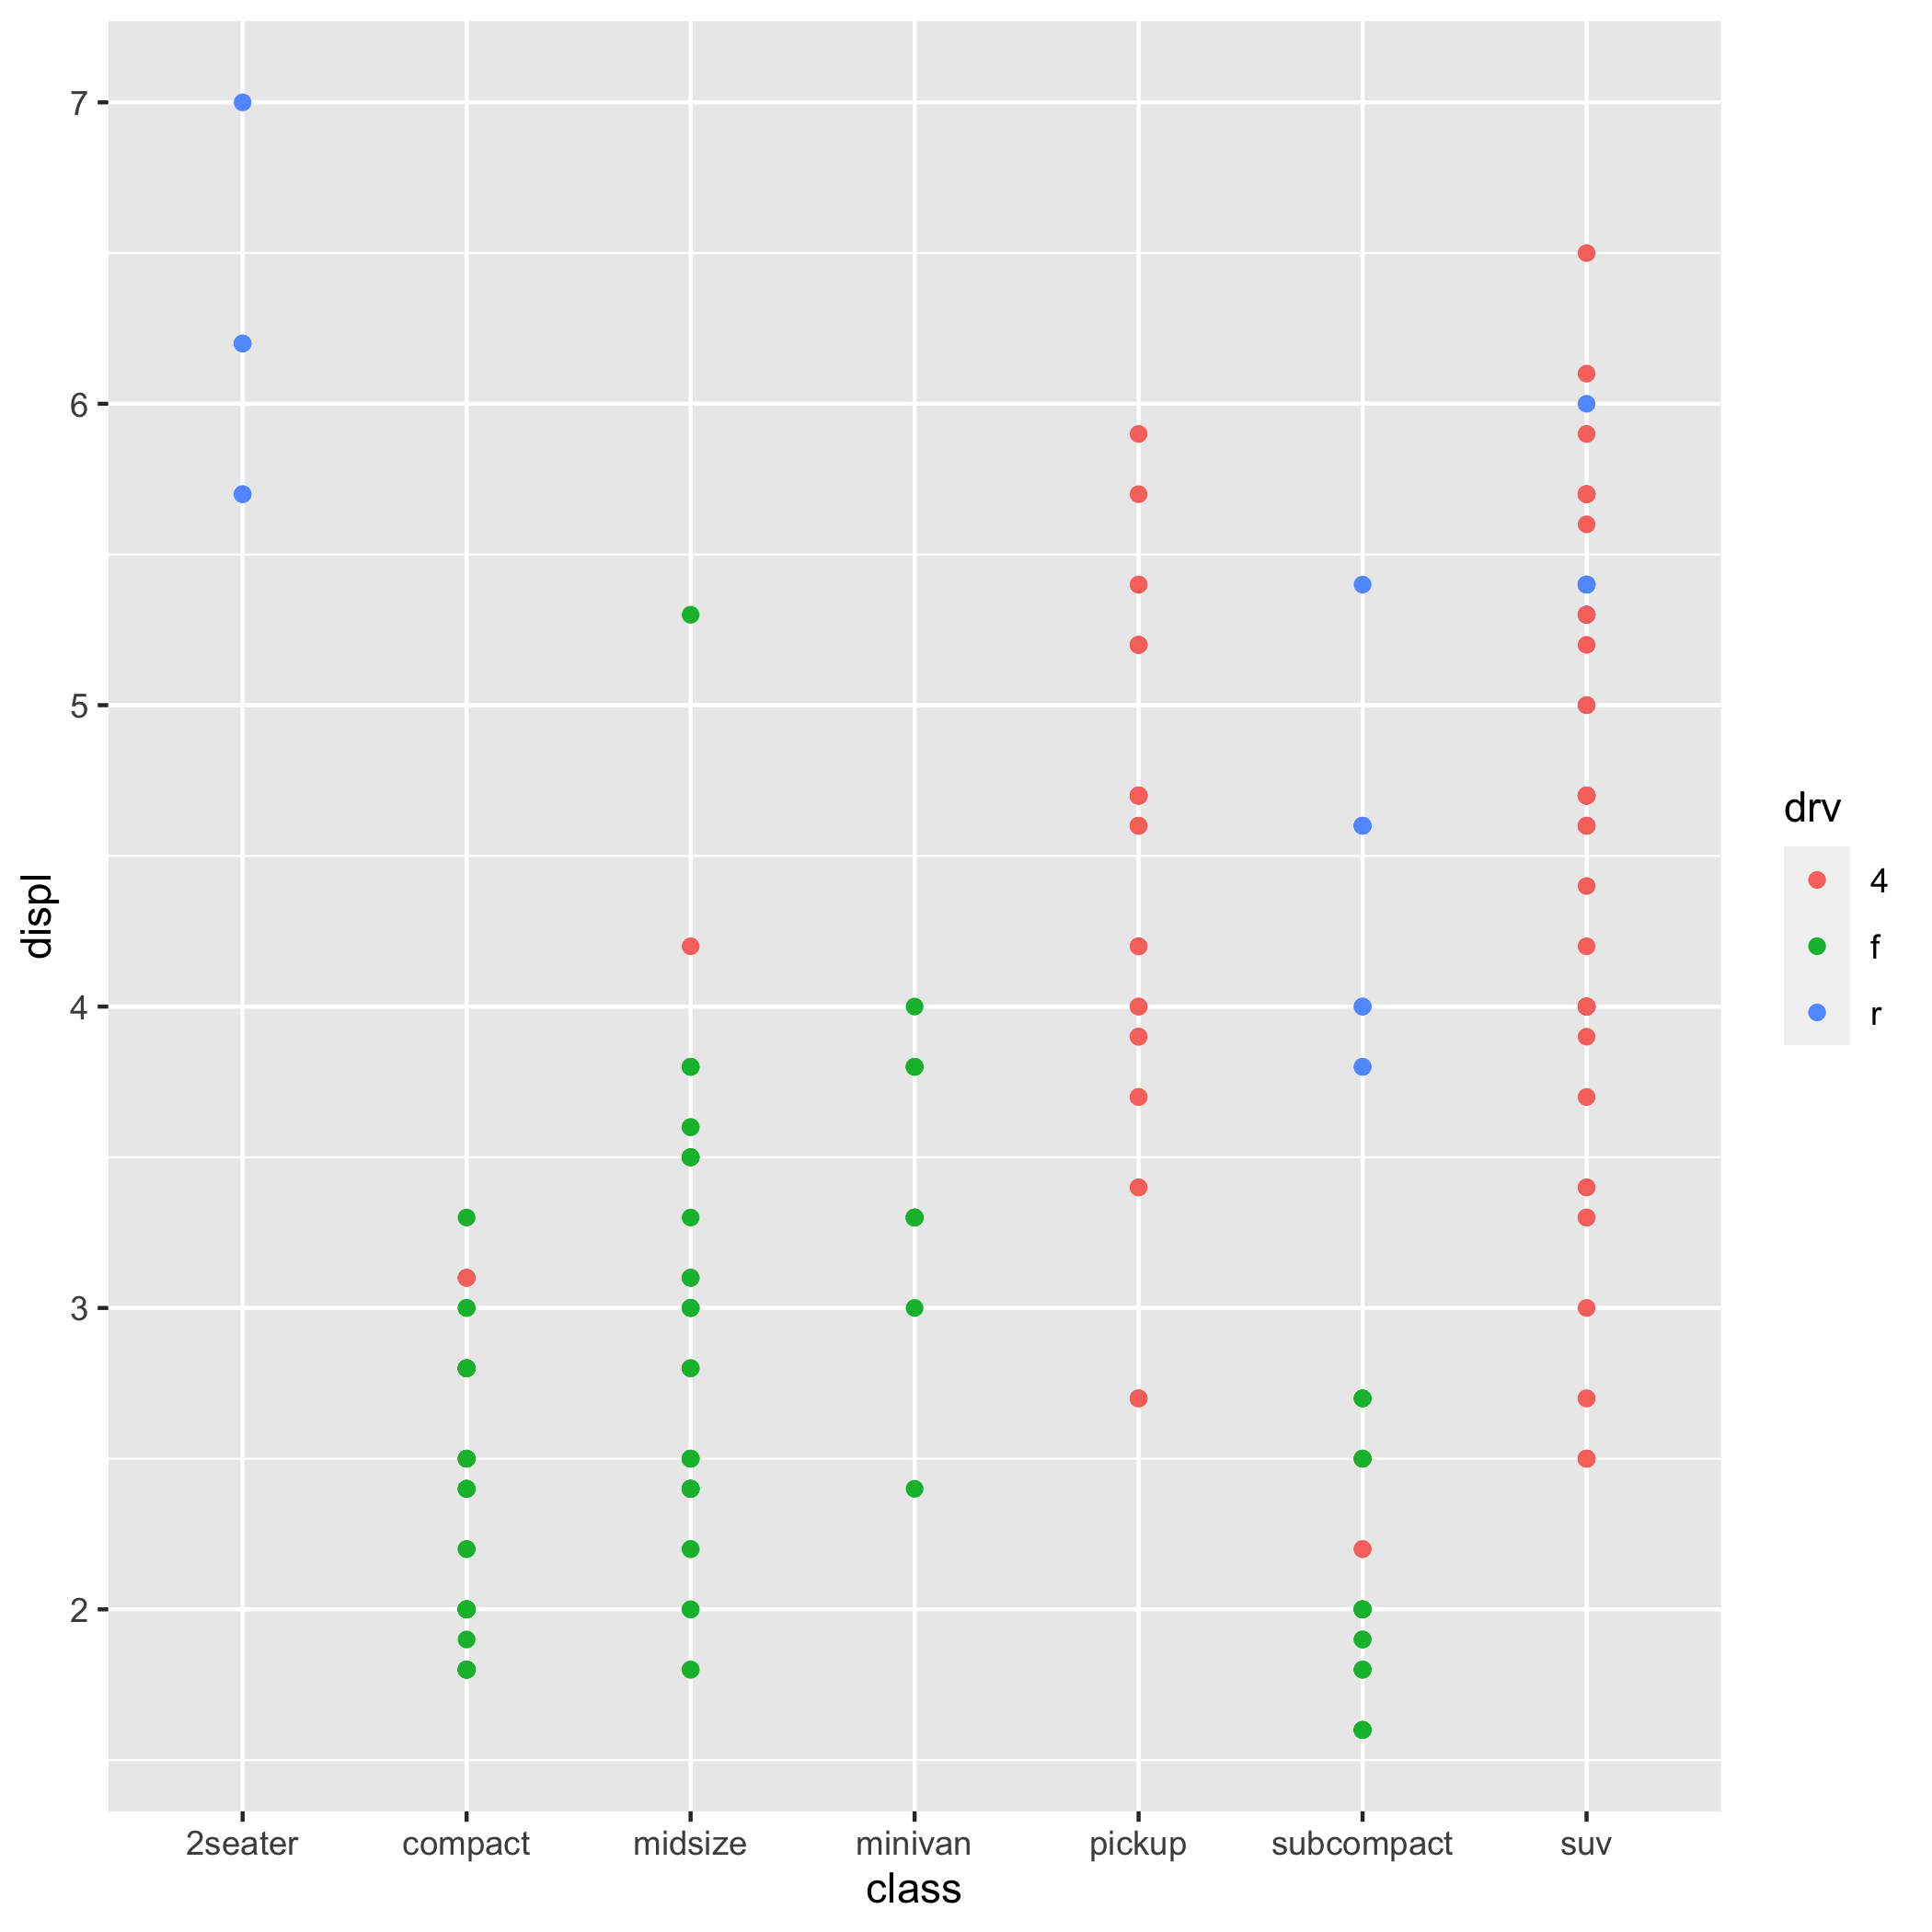 displ
7
6
5
4
3
2
2seater compact midsize minivan pickup subcompact suv
class
drv
4
f
r